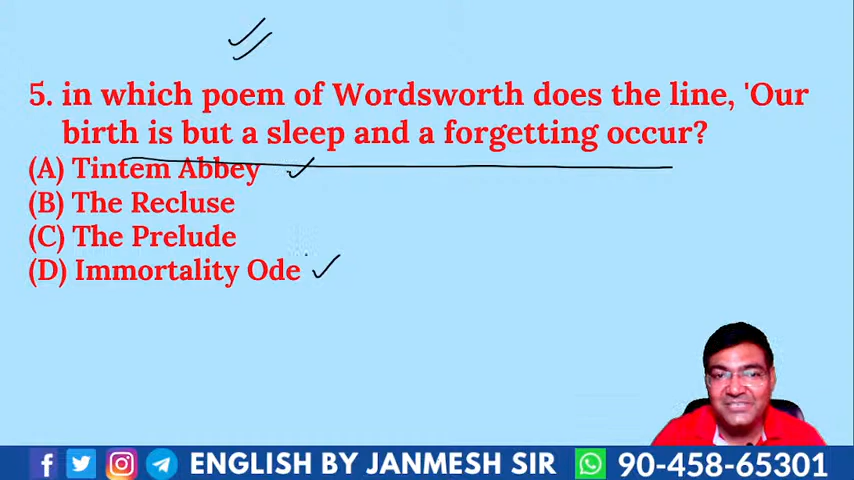 5. in which poem of Wordsworth does the line, 'Our
birth is but a sleep and a forgetting occur?
(A) Tintem Abbey
(B) The Recluse
(C) The Prelude
(D) Immortality Ode
ENGLISH BY JANMESH SIR 90-458-65301